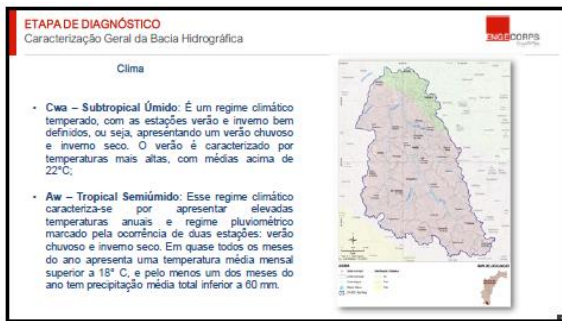 ETAPA DE DIAGNÓSTICO
Caracterização Geral da Bacia Hidrográfica
ENGECORPS
Clima
• Cwa – Subtropical Úmido: É um regime climático
temperado, com as estações verão e inverno bem
definidos, ou seja, apresentando um verão chuvoso
e inverno seco. O verão é caracterizado por
temperaturas mais altas, com médias acima de
22°C;
• Aw – Tropical Semiúmido: Esse regime climático
caracteriza-se por apresentar elevadas
temperaturas anuais e regime pluviométrico
marcado pela ocorrência de duas estações: verão
chuvoso e inverno seco. Em quase todos os meses
do ano apresenta uma temperatura média mensal
superior a 18° C, e pelo menos um dos meses do
ano tem precipitação média total inferior a 60 mm.